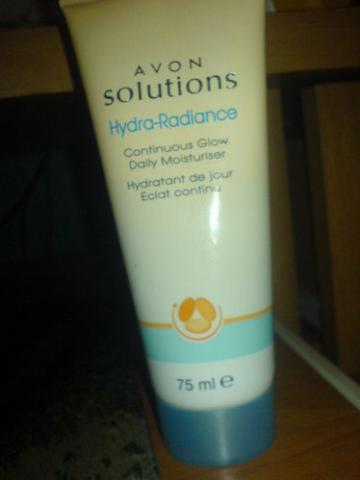 AVON
solutions
Hydra-Radiance
Continuous Glow
Daily Moisturiser
Hydratant de jour
Eclat continu
75 ml e